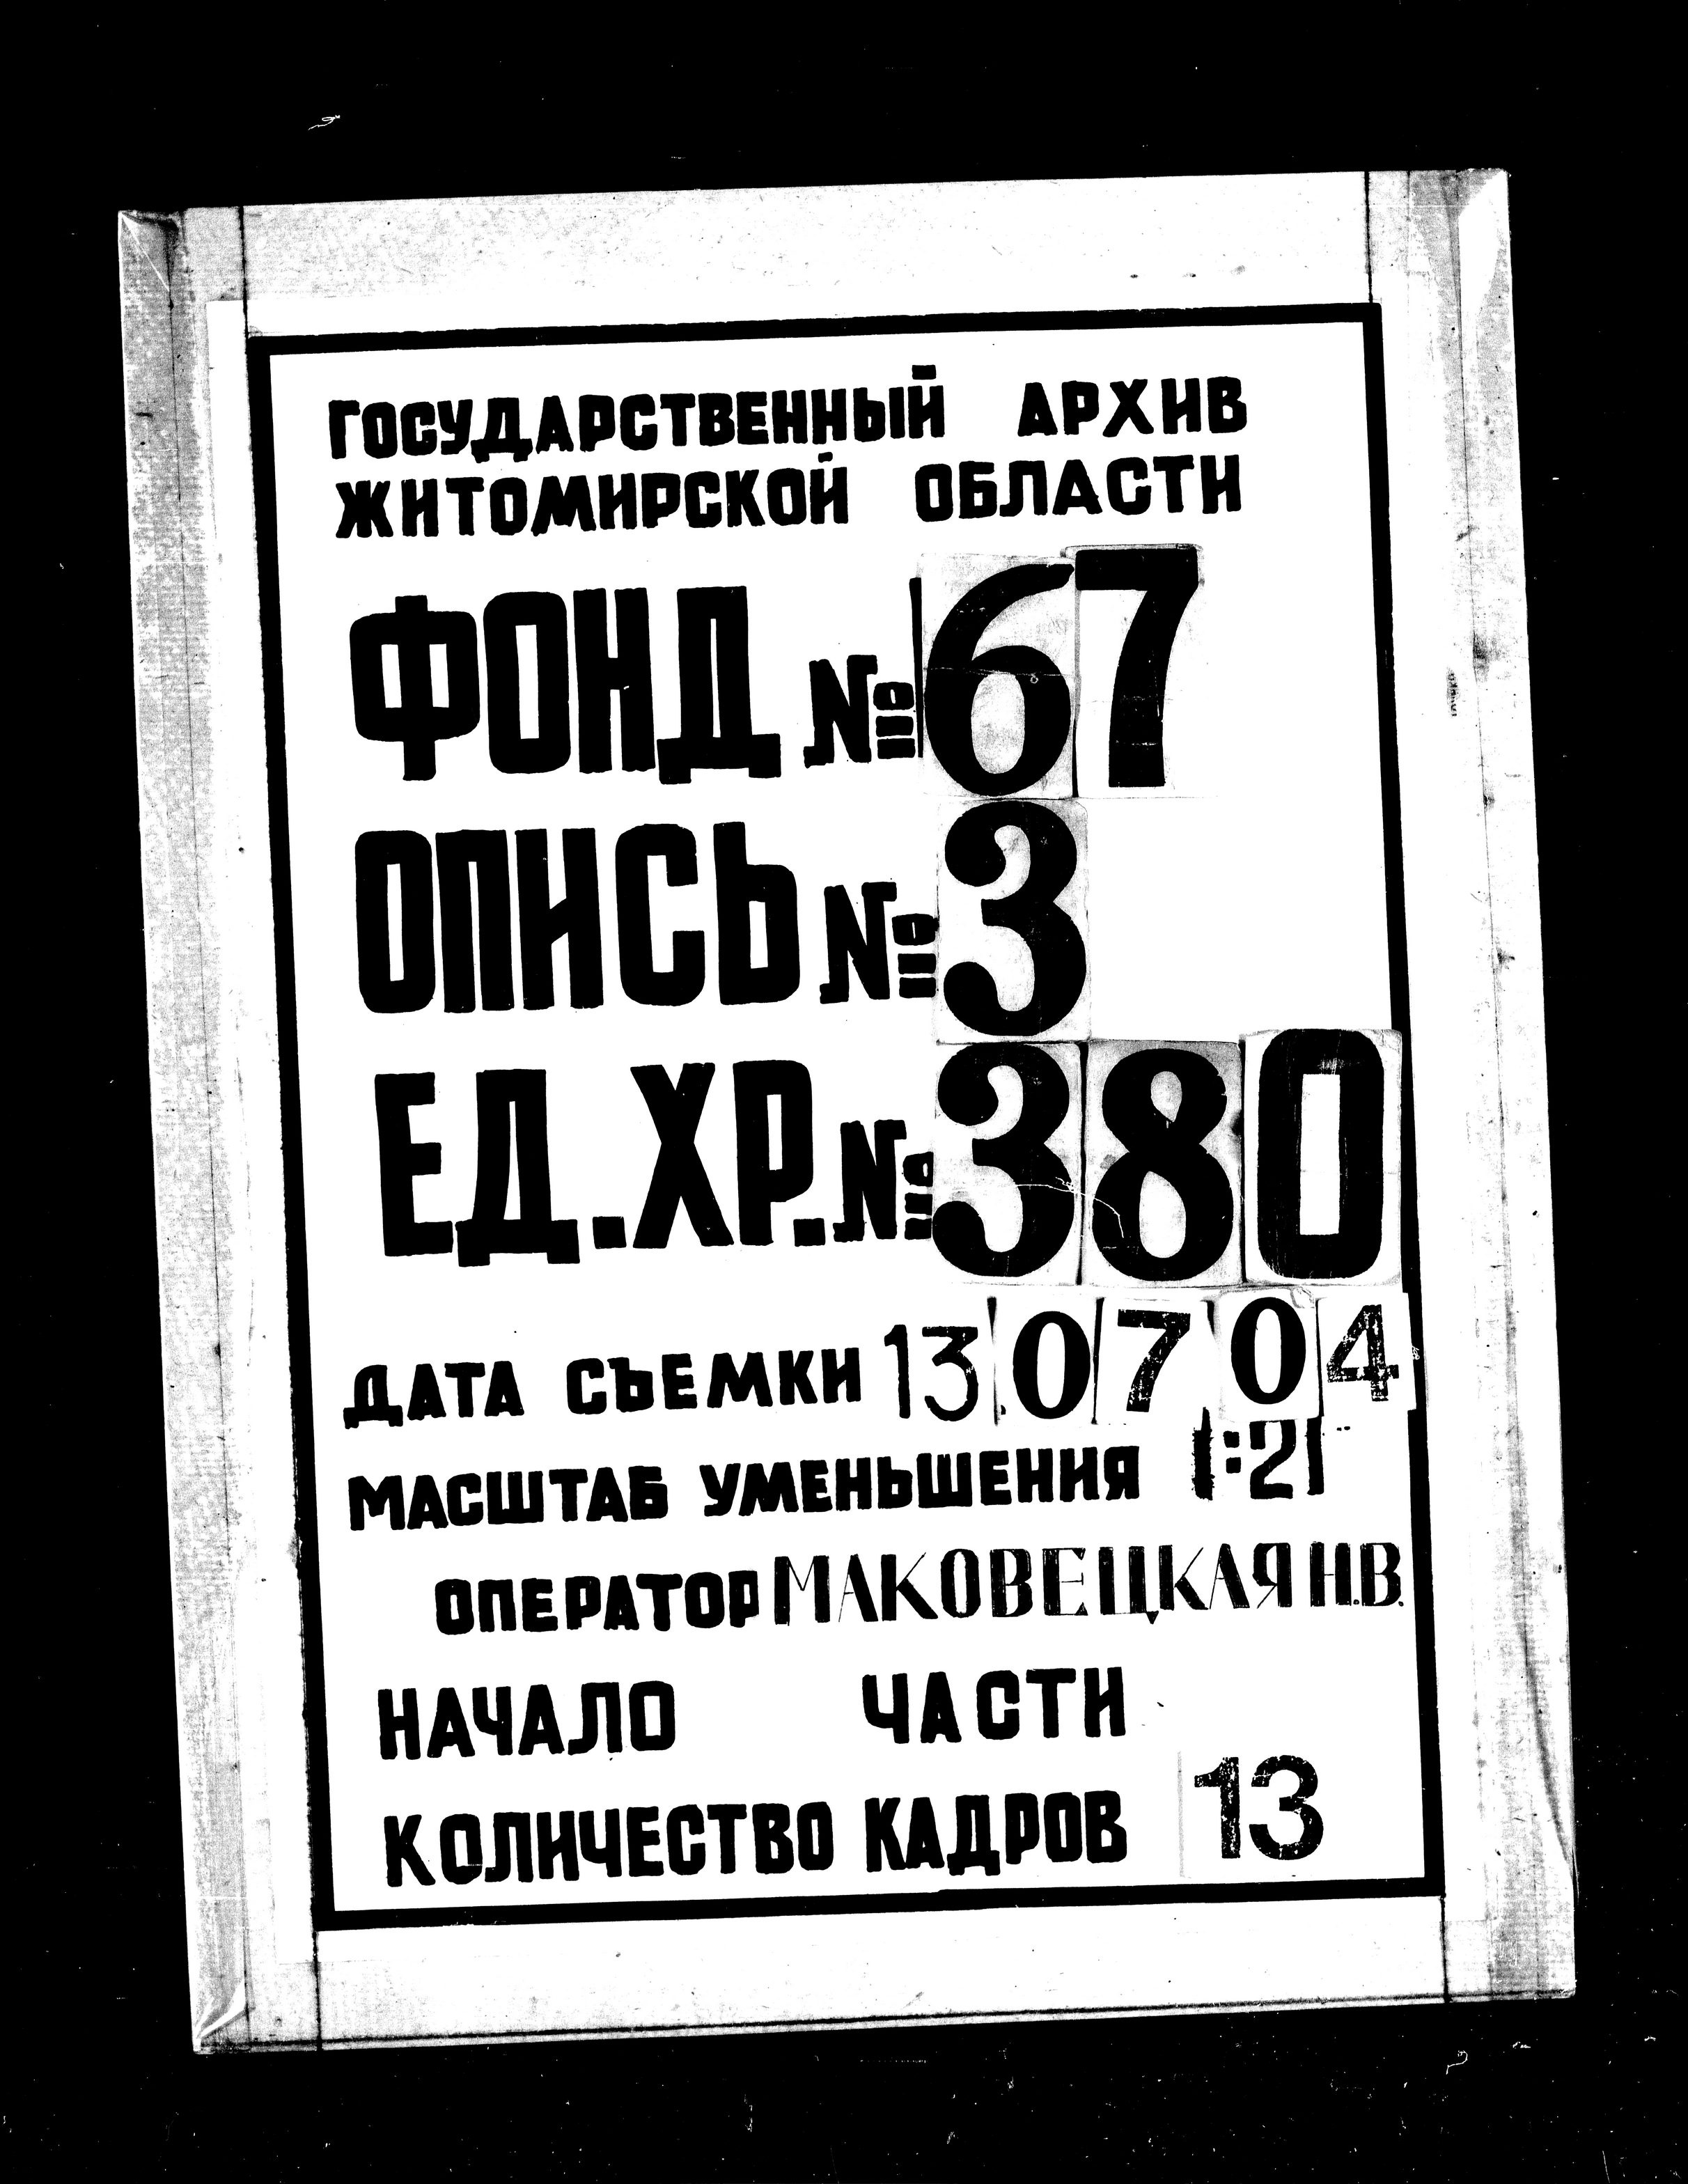 ГОСУДАРСТВЕННЫЙ АРХИВ
ЖИТОМИРСКОЙ ОБЛАСТИ
ФОНД № 67
ОПИСЬ № 3
ЕД.ХР.№ 380
ДАТА СЪЕМКИ 13.07 04
МАСШТАБ УМЕНЬШЕНИЯ 1:21
ОПЕРАТОР МАКОВЕЦКАЯ Н.В.
НАЧАЛО ЧАСТИ
КОЛИЧЕСТВО КАДРОВ 13